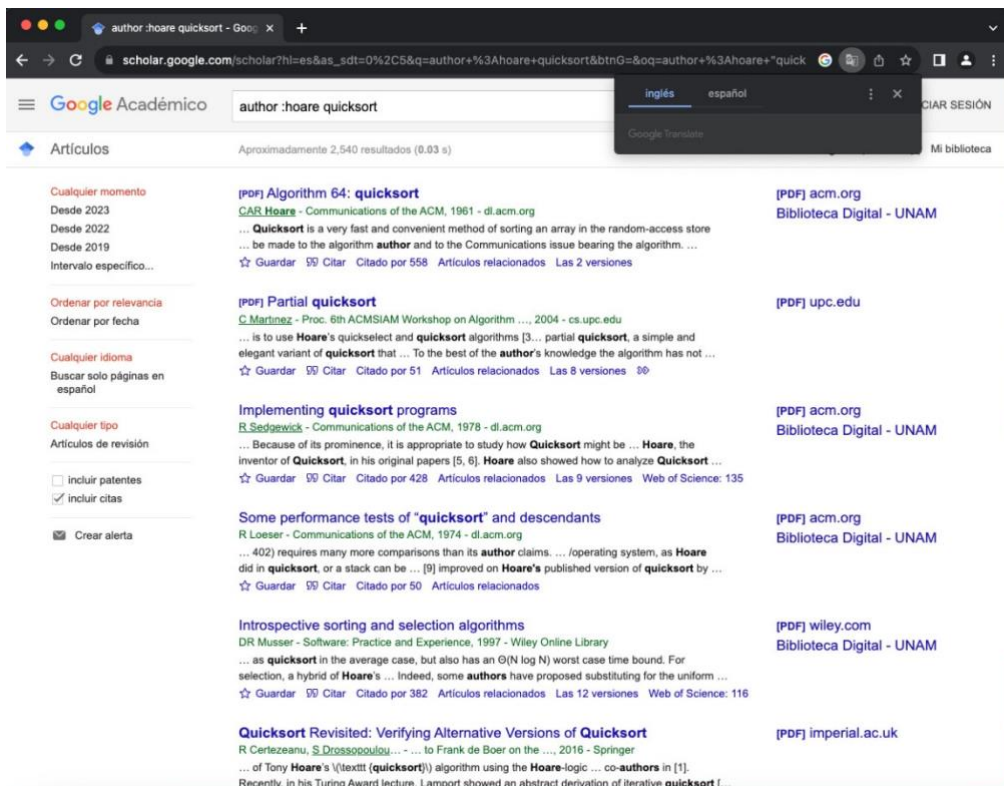 author :hoare quicksort - Goog
scholar.google.com/scholar?hl=es&as_sdt=0%2C5&q=author+%3Ahoare+quicksort&btnG=&oq=author+%3Ahoare+"quick
Google Académico
author :hoare quicksort
inglés español
CIAR SESIÓN
Google Translate
Artículos
Aproximadamente 2,540 resultados (0.03 s)
Mi biblioteca
Cualquier momento
Desde 2023
Desde 2022
Desde 2019
Intervalo específico...
Ordenar por relevancia
Ordenar por fecha
Cualquier idioma
Buscar solo páginas en
español
Cualquier tipo
Artículos de revisión
incluir patentes
incluir citas
Crear alerta
[PDF] Algorithm 64: quicksort
CAR Hoare - Communications of the ACM, 1961 - dl.acm.org
... Quicksort is a very fast and convenient method of sorting an array in the random-access store
... be made to the algorithm author and to the Communications issue bearing the algorithm. ...
Guardar Citar Citado por 558 Artículos relacionados Las 2 versiones
[PDF] acm.org
Biblioteca Digital - UNAM
[PDF] Partial quicksort
C Martınez - Proc. 6th ACMSIAM Workshop on Algorithm ..., 2004 - cs.upc.edu
... is to use Hoare's quickselect and quicksort algorithms [3... partial quicksort, a simple and
elegant variant of quicksort that ... To the best of the author's knowledge the algorithm has not ...
Guardar Citar Citado por 51 Artículos relacionados Las 8 versiones
[PDF] upc.edu
Implementing quicksort programs
R Sedgewick - Communications of the ACM, 1978 - dl.acm.org
... Because of its prominence, it is appropriate to study how Quicksort might be ... Hoare, the
inventor of Quicksort, in his original papers [5, 6]. Hoare also showed how to analyze Quicksort ...
Guardar Citar Citado por 428 Artículos relacionados Las 9 versiones Web of Science: 135
[PDF] acm.org
Biblioteca Digital - UNAM
Some performance tests of "quicksort" and descendants
R Loeser - Communications of the ACM, 1974 - dl.acm.org
... 402) requires many more comparisons than its author claims. ... /operating system, as Hoare
did in quicksort, or a stack can be ... [9] improved on Hoare's published version of quicksort by ...
Guardar Citar Citado por 50 Artículos relacionados
[PDF] acm.org
Biblioteca Digital - UNAM
Introspective sorting and selection algorithms
DR Musser - Software: Practice and Experience, 1997 - Wiley Online Library
... as quicksort in the average case, but also has an Θ(N log N) worst case time bound. For
selection, a hybrid of Hoare's ... Indeed, some authors have proposed substituting for the uniform ...
Guardar Citar Citado por 382 Artículos relacionados Las 12 versiones Web of Science: 116
[PDF] wiley.com
Biblioteca Digital - UNAM
Quicksort Revisited: Verifying Alternative Versions of Quicksort
R Certezeanu, S Drossopoulou... - ... to Frank de Boer on the ..., 2016 - Springer
... of Tony Hoare's \(\texttt {quicksort}\) algorithm using the Hoare-logic ... co-authors in [1].
Recently, in his Turing Award lecture, Lamport showed an abstract derivation of iterative quicksort [...
[PDF] imperial.ac.uk